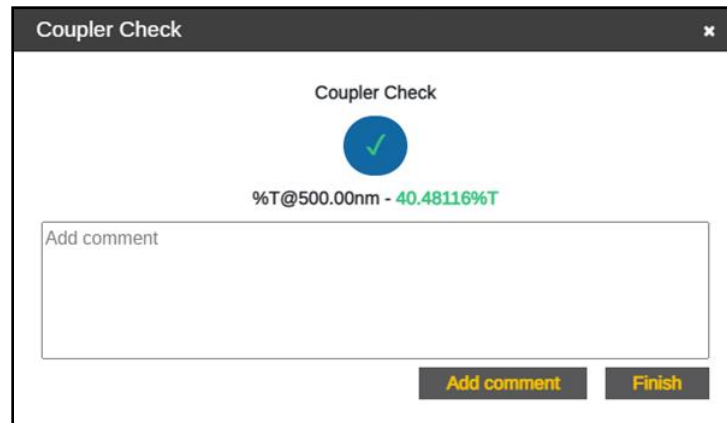 Coupler Check
Coupler Check
%T@500.00nm - 40.48116%T
Add comment
Add comment
Finish